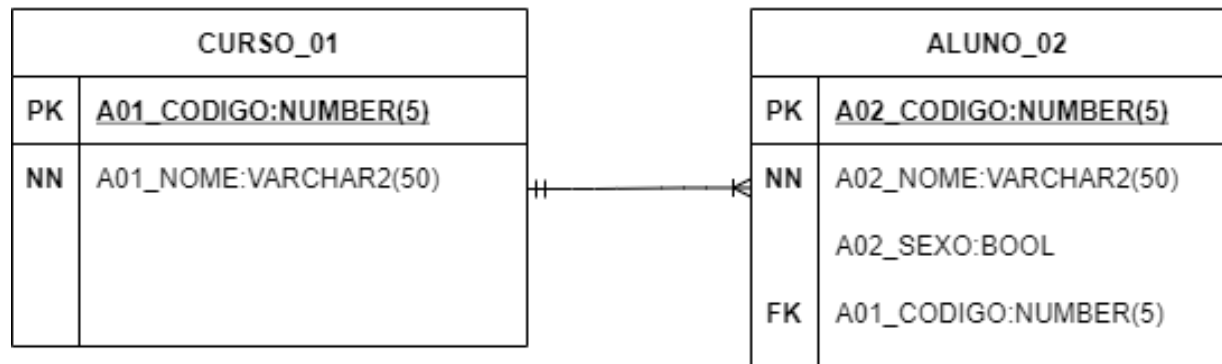 CURSO_01
PK A01_CODIGO:NUMBER(5)
NN A01_NOME:VARCHAR2(50)
ALUNO_02
PK A02_CODIGO:NUMBER(5)
NN A02_NOME:VARCHAR2(50)
A02_SEXO:BOOL
FK A01_CODIGO:NUMBER(5)